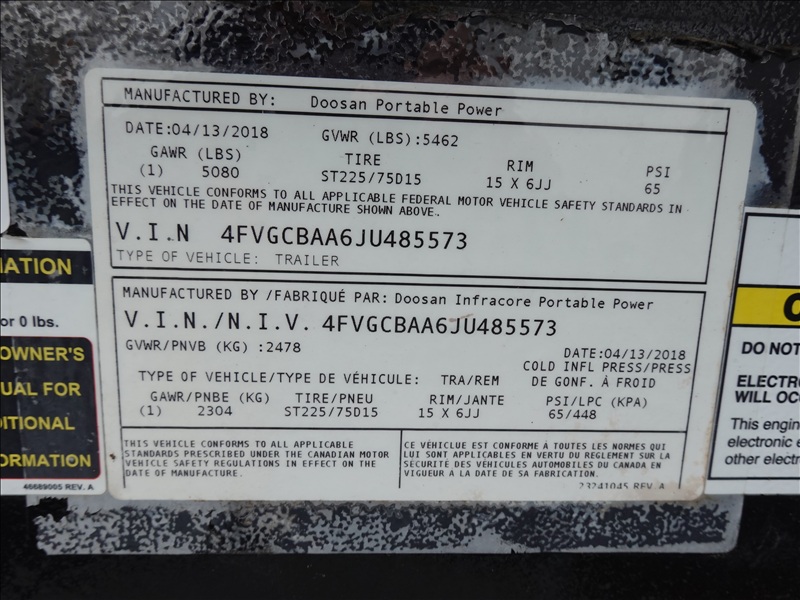 MANUFACTURED BY: Doosan Portable Power
DATE:04/13/2018 GVWR (LBS):5462
GAWR (LBS) TIRE RIM PSI
(1) 5080 ST225/75D15 15 X 6JJ 65
THIS VEHICLE CONFORMS TO ALL APPLICABLE FEDERAL MOTOR VEHICLE SAFETY STANDARDS IN
EFFECT ON THE DATE OF MANUFACTURE SHOWN ABOVE.
V.I.N 4FVGCBAA6JU485573
TYPE OF VEHICLE: TRAILER
MANUFACTURED BY /FABRIQUÉ PAR: Doosan Infracore Portable Power
V.I.N./N.I.V. 4FVGCBAA6JU485573
GVWR/PNVB (KG) :2478 DATE:04/13/2018
COLD INFL PRESS/PRESS
TYPE OF VEHICLE/TYPE DE VÉHICULE: TRA/REM DE GONF. À FROID
GAWR/PNBE (KG) TIRE/PNEU RIM/JANTE PSI/LPC (KPA)
(1) 2304 ST225/75D15 15 X 6JJ 65/448
THIS VEHICLE CONFORMS TO ALL APPLICABLE
STANDARDS PRESCRIBED UNDER THE CANADIAN MOTOR
VEHICLE SAFETY REGULATIONS IN EFFECT ON THE
DATE OF MANUFACTURE.
CE VÉHICLUE EST CONFORME À TOUTES LES NORMES QUI
LUI SONT APPLICABLES EN VERTU DU REGLEMENT SUR LA
SÉCURITÉ DES VÉHICULES AUTOMOBILES DU CANADA EN
VIGUEUR A LA DATE DE SA FABRICATION.
23241045 REV A
MATION
or 0 lbs.
OWNER'S
UAL FOR
DITIONAL
FORMATION
46689005 REV. A
DO NOT
ELECTR
WILL OC
This engin
electronic e
other electr